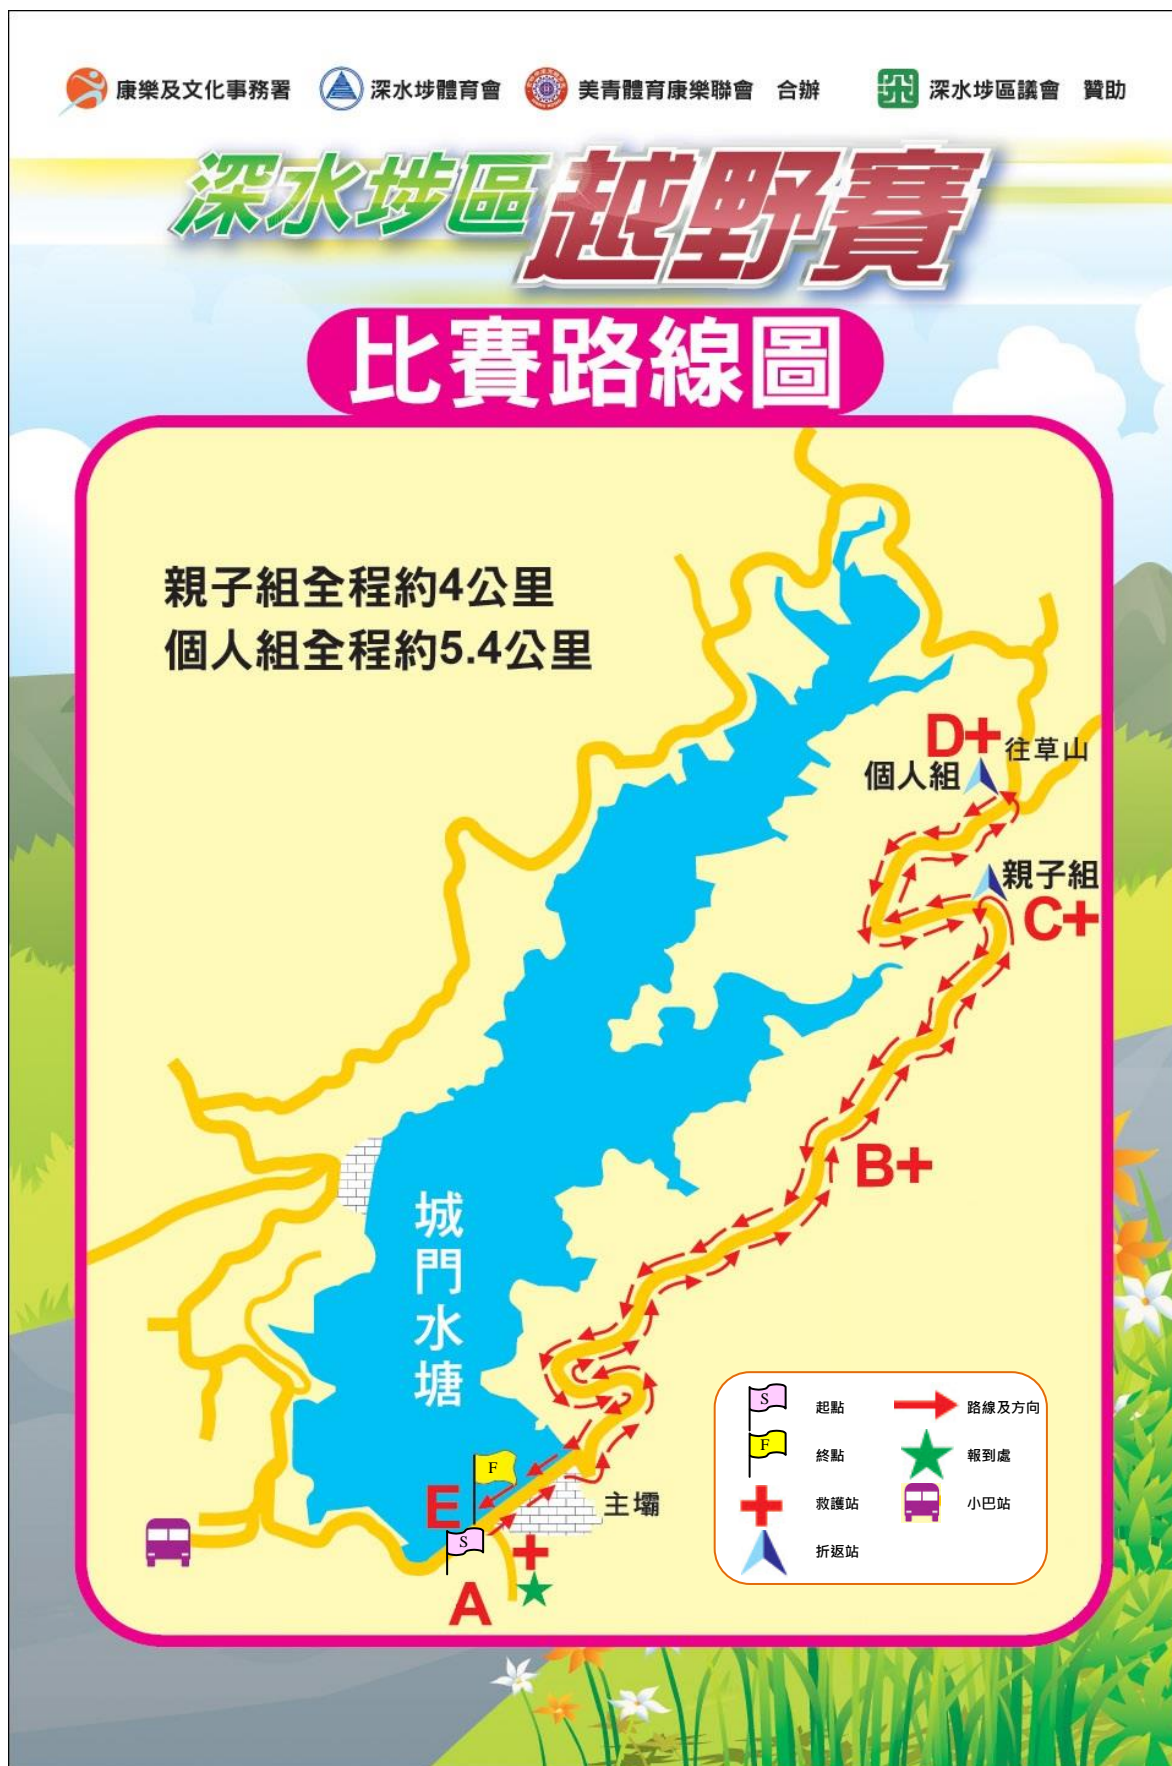 康樂及文化事務署 深水埗體育會 美青體育康樂聯會 合辦 深水埗區議會 贊助
深水埗區 越野賽
比賽路線圖
親子組全程約4公里
個人組全程約5.4公里
D+ 往草山
個人組
親子組
C+
B+
城門水塘
F
E
主壩
S
A
S 起點 路線及方向
F 終點 報到處
救護站 小巴站
折返站